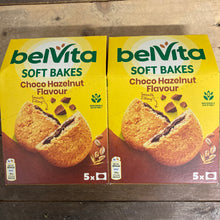 belVita
SOFT BAKES
Choco Hazelnut
Flavour
5x
belVita
SOFT BAKES
Choco Hazelnut
Flavour
5x